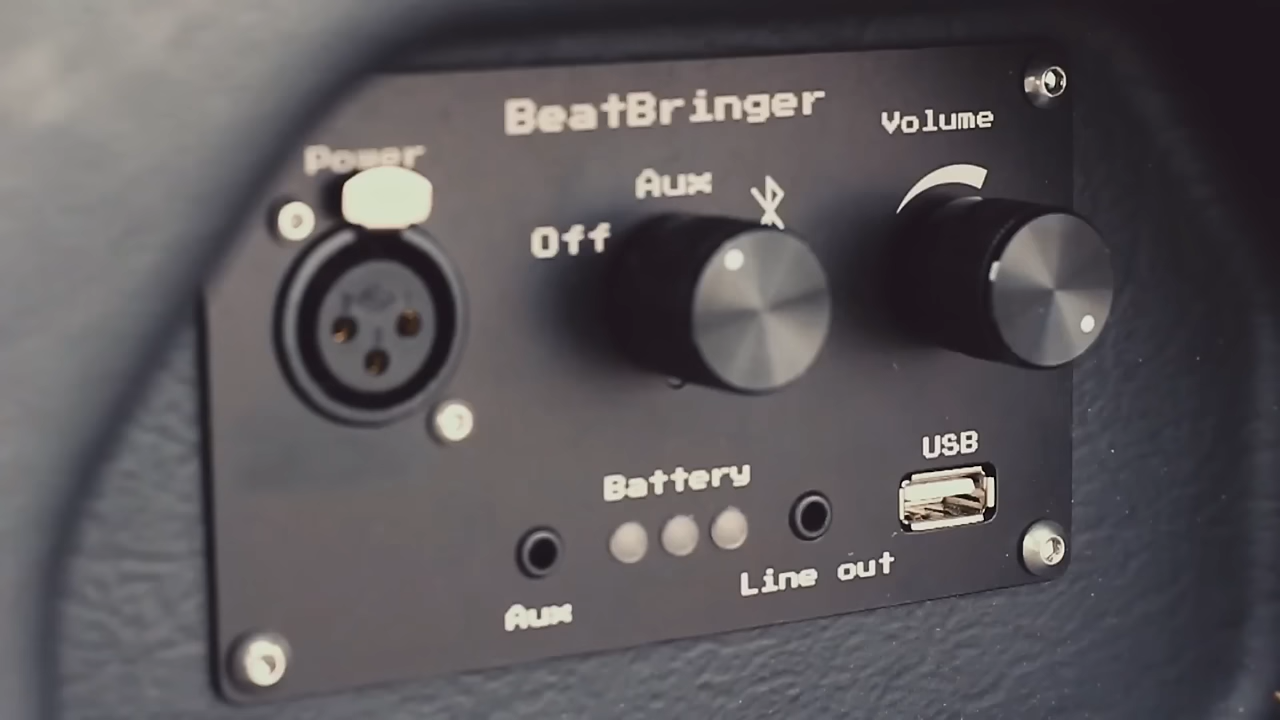 BeatBringer
Power
Volume
Aux
Off
Battery
USB
Line out
Aux